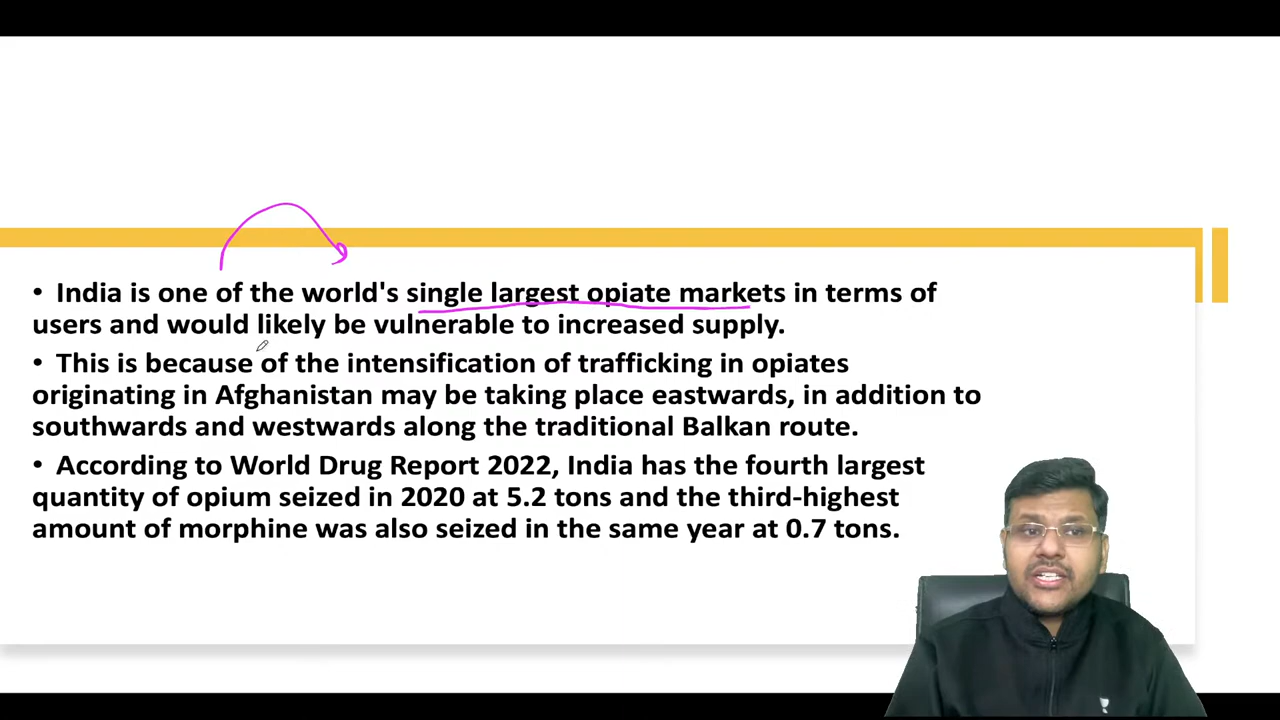 • India is one of the world's single largest opiate markets in terms of
users and would likely be vulnerable to increased supply.
• This is because of the intensification of trafficking in opiates
originating in Afghanistan may be taking place eastwards, in addition to
southwards and westwards along the traditional Balkan route.
• According to World Drug Report 2022, India has the fourth largest
quantity of opium seized in 2020 at 5.2 tons and the third-highest
amount of morphine was also seized in the same year at 0.7 tons.